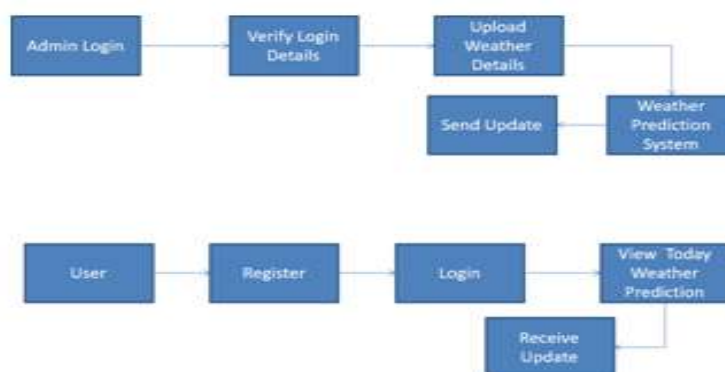 Admin Login
Verify Login
Details
Upload
Weather
Details
Weather
Prediction
System
Send Update
User
Register
Login
View Today
Weather
Prediction
Receive
Update